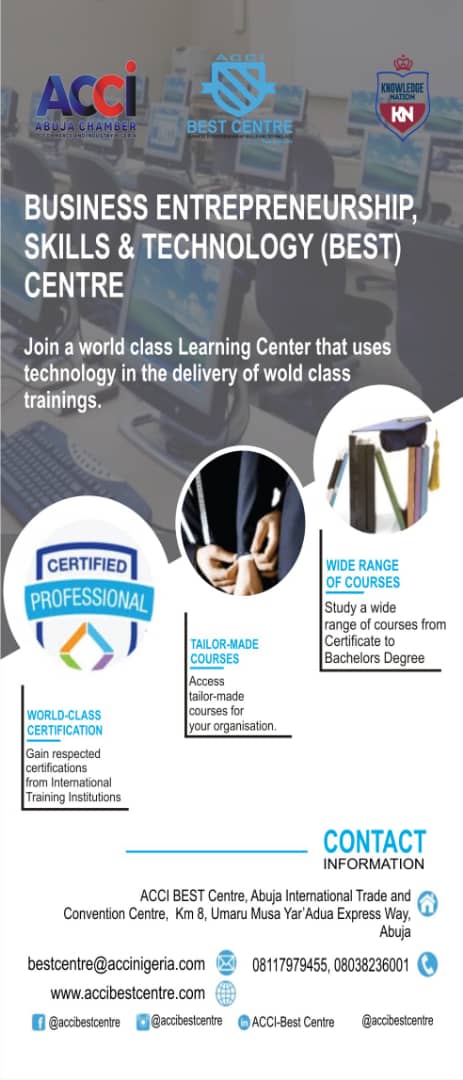 ACCI
ABUJA CHAMBER
ACCI
BEST CENTRE
KNOWLEDGE
NATION
KN
BUSINESS ENTREPRENEURSHIP,
SKILLS & TECHNOLOGY (BEST)
CENTRE
Join a world class Learning Center that uses
technology in the delivery of wold class
trainings.
CERTIFIED
PROFESSIONAL
WORLD-CLASS
CERTIFICATION
Gain respected
certifications
from International
Training Institutions
TAILOR-MADE
COURSES
Access
tailor-made
courses for
your organisation.
WIDE RANGE
OF COURSES
Study a wide
range of courses from
Certificate to
Bachelors Degree
CONTACT
INFORMATION
ACCI BEST Centre, Abuja International Trade and
Convention Centre, Km 8, Umaru Musa Yar'Adua Express Way,
Abuja
bestcentre@accinigeria.com 08117979455, 08038236001
www.accibestcentre.com
@accibestcentre @accibestcentre ACCI-Best Centre @accibestcentre